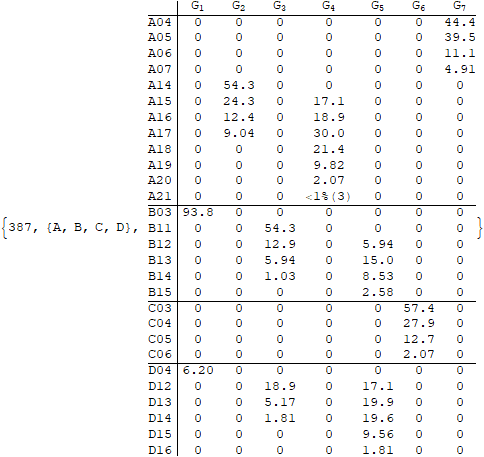 G1 G2 G3 G4 G5 G6 G7
A04 0 0 0 0 0 0 44.4
A05 0 0 0 0 0 0 39.5
A06 0 0 0 0 0 0 11.1
A07 0 0 0 0 0 0 4.91
A14 0 54.3 0 0 0 0 0
A15 0 24.3 0 17.1 0 0 0
A16 0 12.4 0 18.9 0 0 0
A17 0 9.04 0 30.0 0 0 0
A18 0 0 0 21.4 0 0 0
A19 0 0 0 9.82 0 0 0
A20 0 0 0 2.07 0 0 0
A21 0 0 0 <1%(3) 0 0 0
B03 93.8 0 0 0 0 0 0
{387, {A, B, C, D}, B11 0 0 54.3 0 0 0 0 }
B12 0 0 12.9 0 5.94 0 0
B13 0 0 5.94 0 15.0 0 0
B14 0 0 1.03 0 8.53 0 0
B15 0 0 0 0 2.58 0 0
C03 0 0 0 0 0 57.4 0
C04 0 0 0 0 0 27.9 0
C05 0 0 0 0 0 12.7 0
C06 0 0 0 0 0 2.07 0
D04 6.20 0 0 0 0 0 0
D12 0 0 18.9 0 17.1 0 0
D13 0 0 5.17 0 19.9 0 0
D14 0 0 1.81 0 19.6 0 0
D15 0 0 0 0 9.56 0 0
D16 0 0 0 0 1.81 0 0